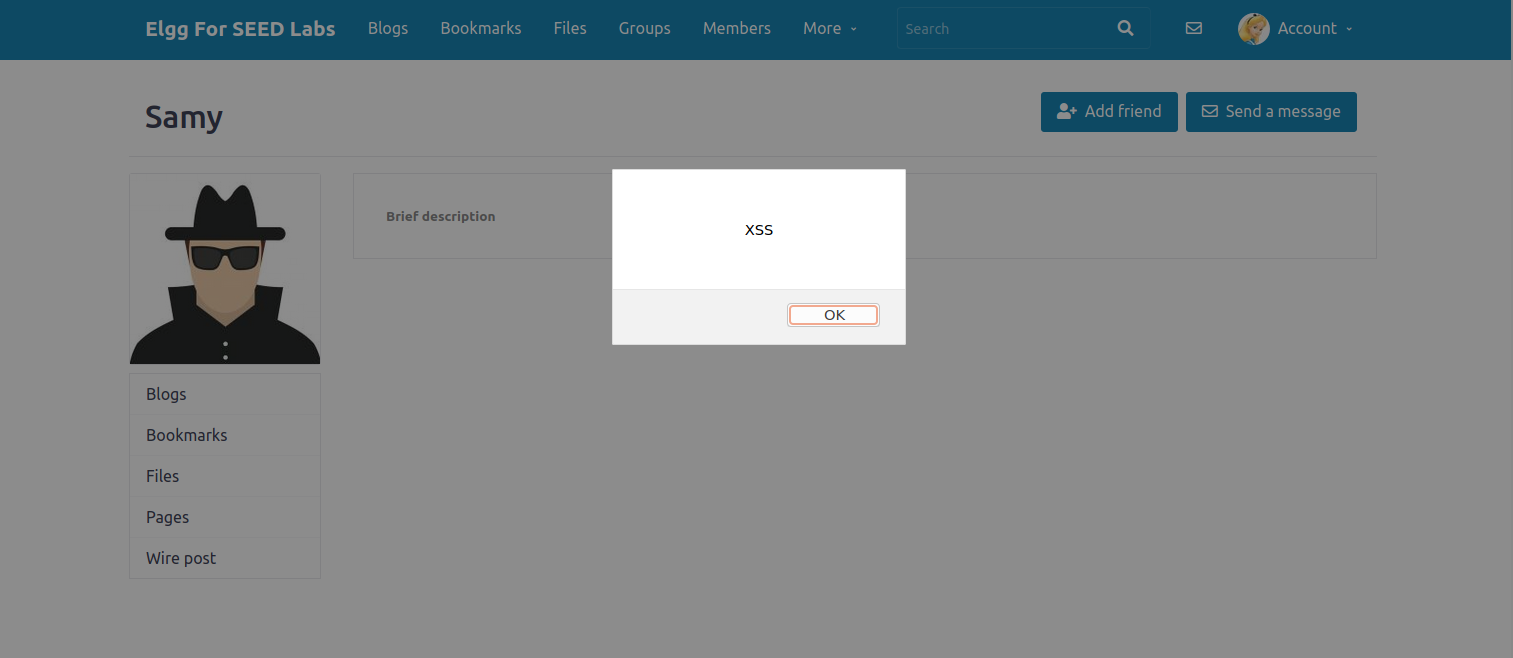 Elgg For SEED Labs Blogs Bookmarks Files Groups Members More Search Account
Samy Add friend Send a message
Brief description
XSS
OK
Blogs
Bookmarks
Files
Pages
Wire post